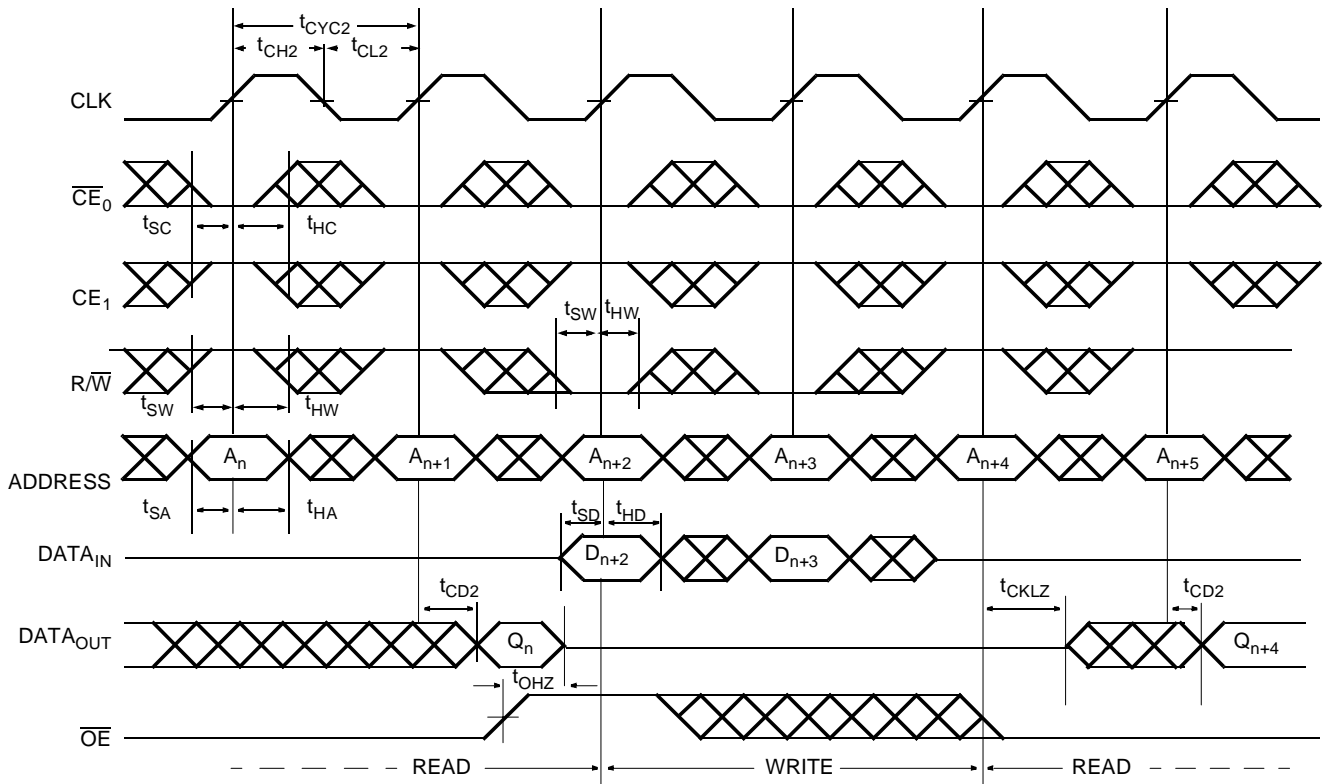 tCYC2
tCH2 tCL2
CLK
CE0
tSC tHC
CE1
tSW tHW
R/W
tSW tHW
An An+1 An+2 An+3 An+4 An+5
ADDRESS
tSA tHA
tSD tHD
DATAIN Dn+2 Dn+3
tCD2 tCKLZ tCD2
DATAOUT Qn Qn+4
tOHZ
OE
READ WRITE READ